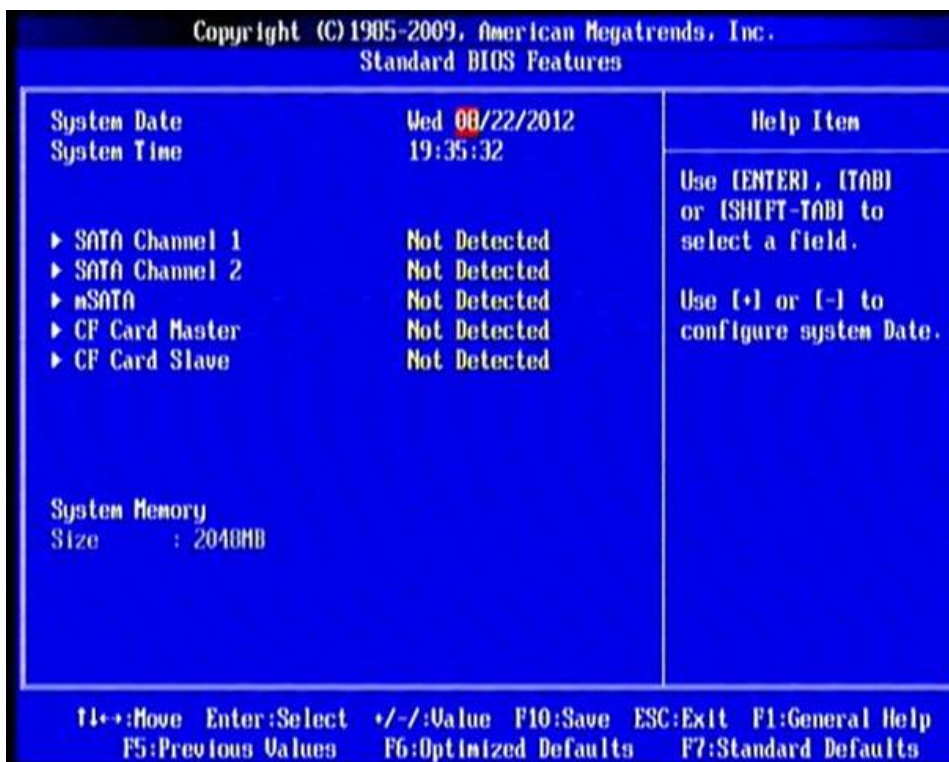 Copyright (C)1985-2009, American Megatrends, Inc.
Standard BIOS Features
System Date Wed 08/22/2012
System Time 19:35:32
▶ SATA Channel 1 Not Detected
▶ SATA Channel 2 Not Detected
▶ mSATA Not Detected
▶ CF Card Master Not Detected
▶ CF Card Slave Not Detected
System Memory
Size : 2048MB
Help Item
Use [ENTER], [TAB]
or [SHIFT-TAB] to
select a field.
Use [+] or [-] to
configure system Date.
↑↓←→:Move Enter:Select +/-/:Value F10:Save ESC:Exit F1:General Help
F5:Previous Values F6:Optimized Defaults F7:Standard Defaults